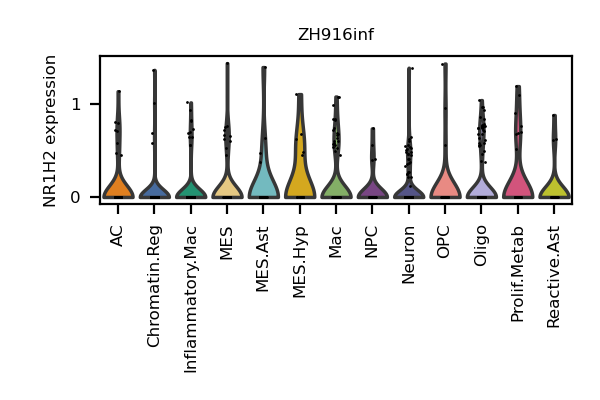 ZH916inf
NR1H2 expression
1
0
AC
Chromatin.Reg
Inflammatory.Mac
MES
MES.Ast
MES.Hyp
Mac
NPC
Neuron
OPC
Oligo
Prolif.Metab
Reactive.Ast